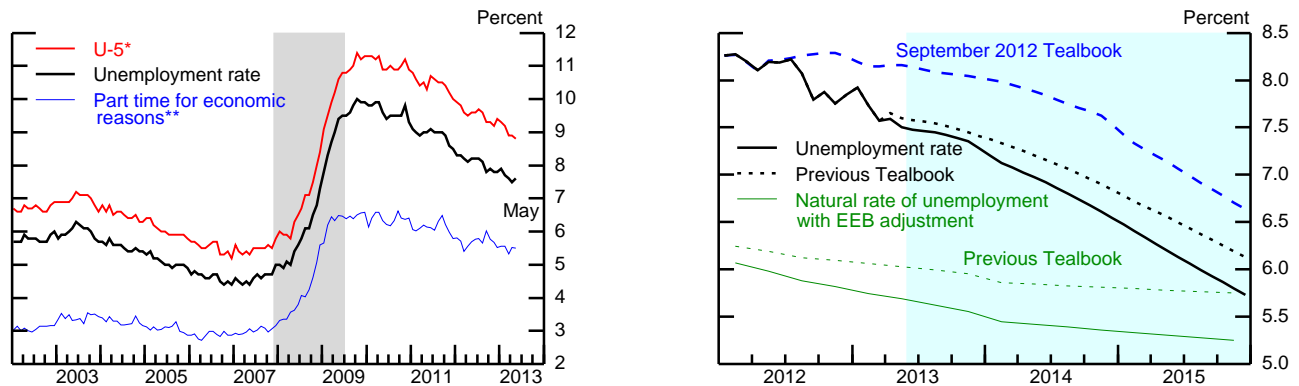 Percent
12
11
10
9
8
7
6
5
4
3
2
U-5*
Unemployment rate
Part time for economic
reasons**
May
2003
2005
2007
2009
2011
2013
Percent
8.5
8.0
7.5
7.0
6.5
6.0
5.5
5.0
September 2012 Tealbook
Unemployment rate
Previous Tealbook
Natural rate of unemployment
with EEB adjustment
Previous Tealbook
2012
2013
2014
2015